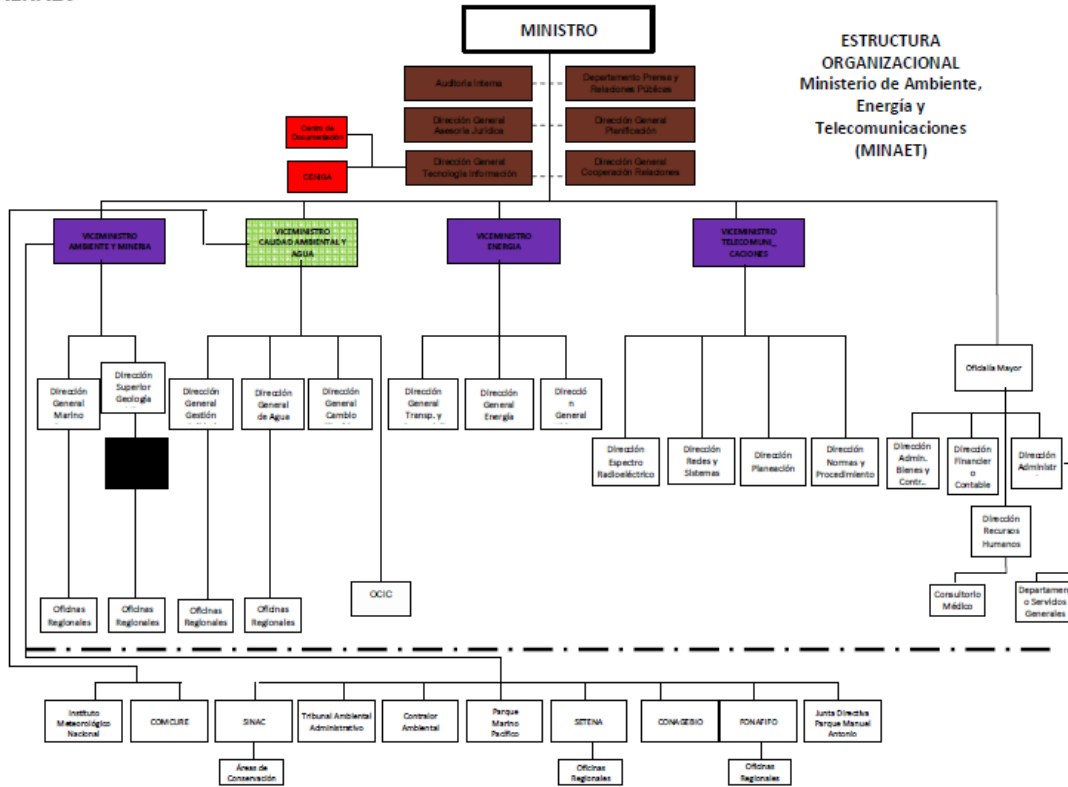 MINISTRO
ESTRUCTURA
ORGANIZACIONAL
Ministerio de Ambiente,
Energía y
Telecomunicaciones
(MINAET)
Auditoría Interna
Departamento Prensa y
Relaciones Públicas
Dirección General
Asesoría Jurídica
Dirección General
Planificación
Centro de
Documentación
CENIGA
Dirección General
Tecnología Información
Dirección General
Cooperación Relaciones
VICEMINISTRO
AMBIENTE Y MINERIA
VICEMINISTRO
CALIDAD AMBIENTAL Y
AGUA
VICEMINISTRO
ENERGIA
VICEMINISTRO
TELECOMUNI_
CACIONES
Oficialía Mayor
Dirección
General
Marino
Dirección
Superior
Geología
Dirección
General
Gestión
Dirección
General
de Agua
Dirección
General
Cambio
Dirección
General
Transp. y
Dirección
General
Energía
Direcció
n
General
Dirección
Espectro
Radioeléctrico
Dirección
Redes y
Sistemas
Dirección
Planeación
Dirección
Normas y
Procedimiento
Dirección
Admin.
Bienes y
Contr..
Dirección
Financier
o
Contable
Dirección
Administr
Dirección
Recursos
Humanos
Consultorio
Médico
Departament
o Servicios
Generales
Oficinas
Regionales
Oficinas
Regionales
Oficinas
Regionales
Oficinas
Regionales
OCIC
Instituto
Meteorológico
Nacional
COMCURE
SINAC
Tribunal Ambiental
Administrativo
Contralor
Ambiental
Parque
Marino
Pacífico
SETENA
CONAGEBIO
FONAFIFO
Junta Directiva
Parque Manuel
Antonio
Áreas de
Conservación
Oficinas
Regionales
Oficinas
Regionales